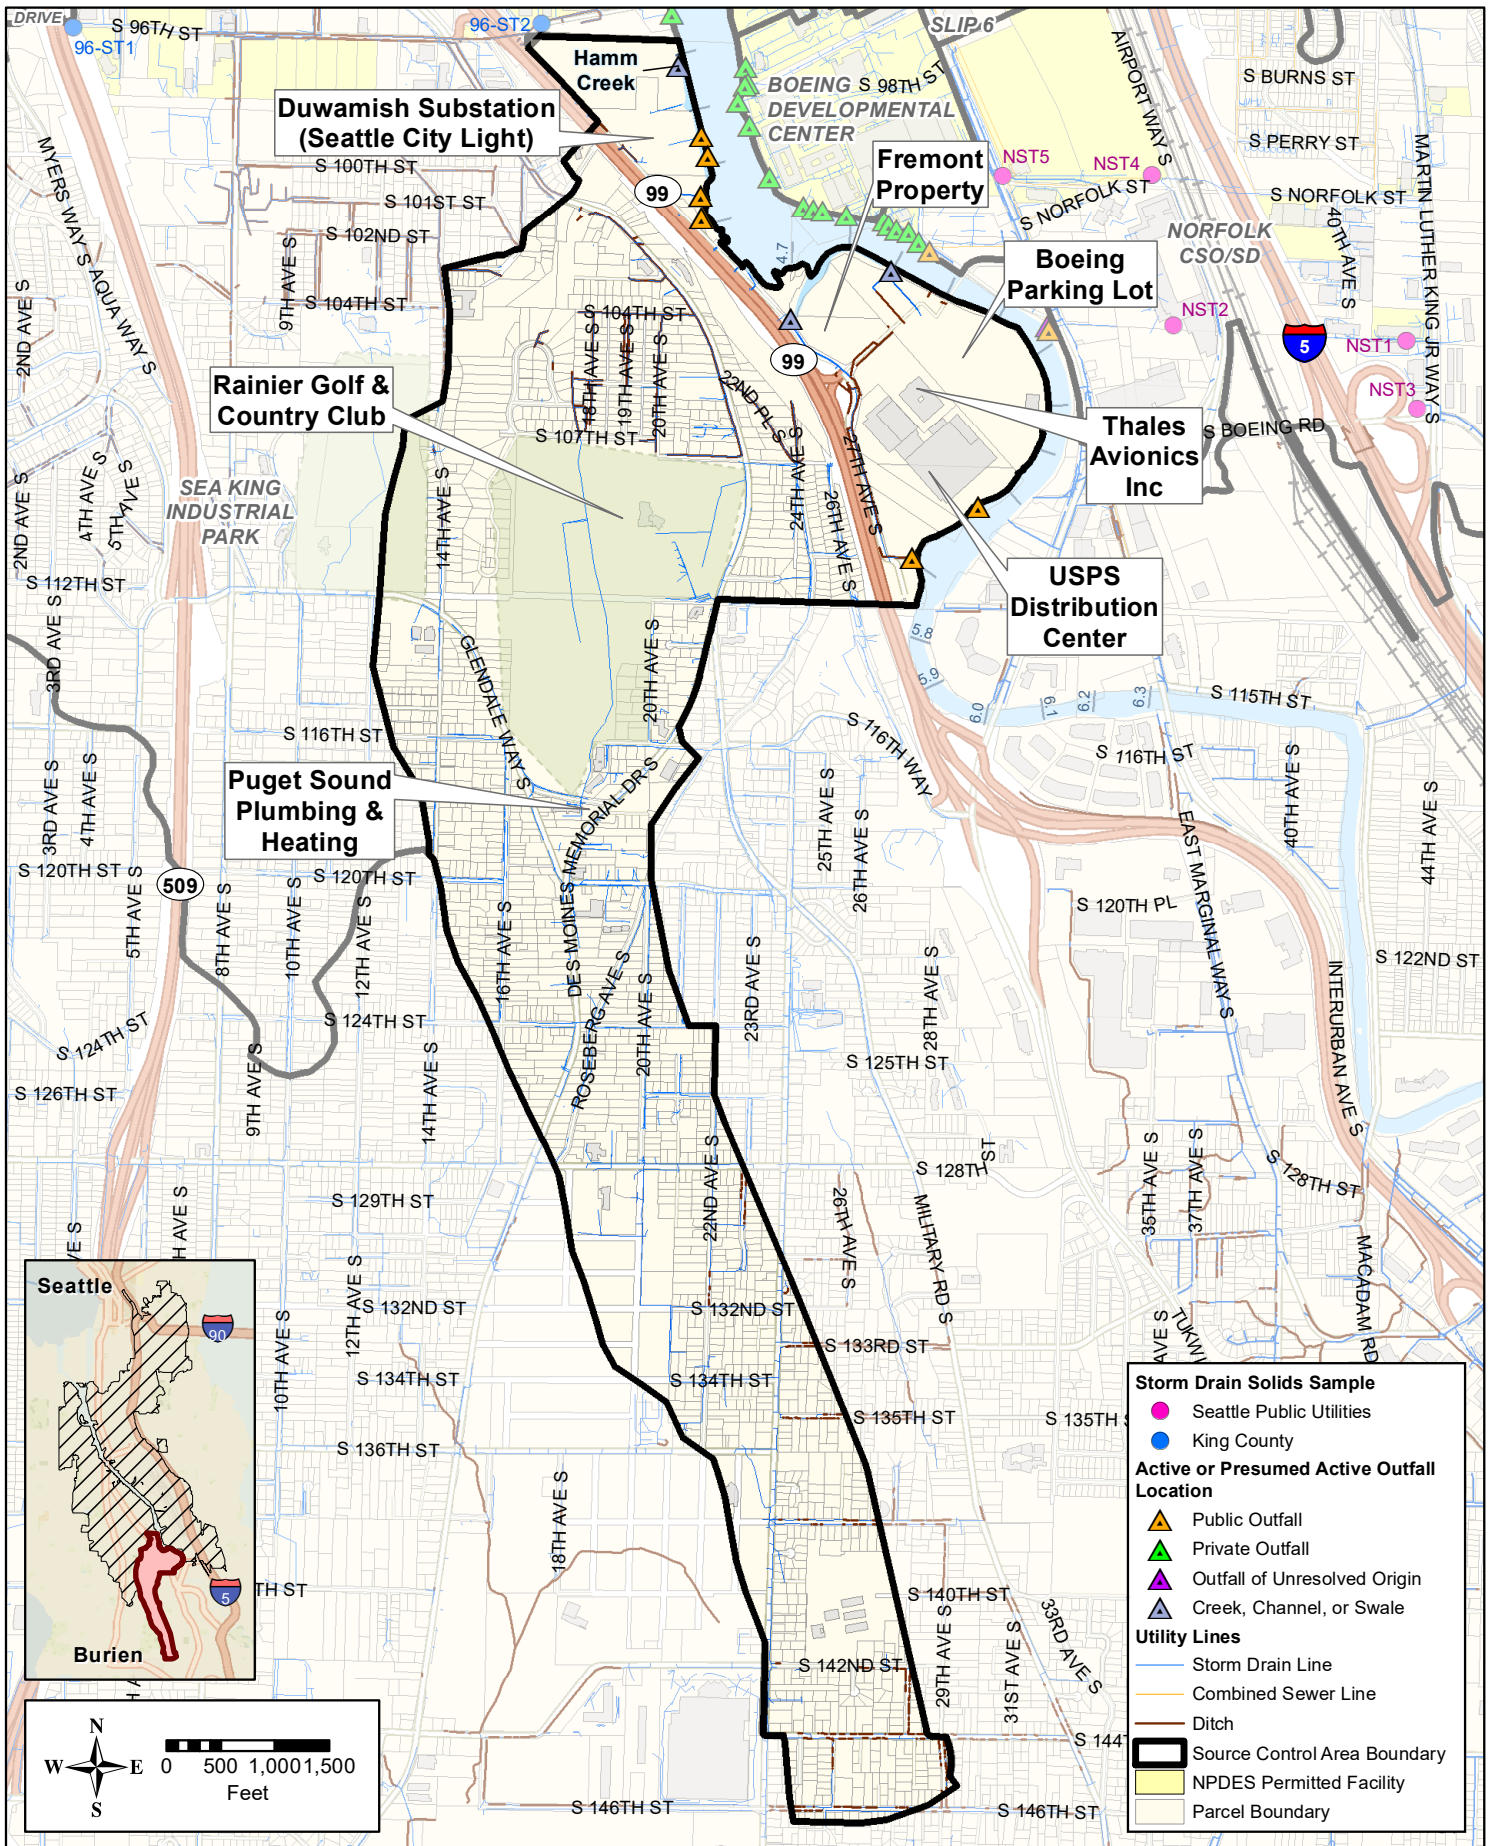 DRIVE
S 96TH ST
96-ST1
96-ST2
Hamm
Creek
SLIP 6
BOEING
DEVELOPMENTAL
CENTER
S 98TH ST
AIRPORT WAY S
S BURNS ST
S PERRY ST
MARTIN LUTHER KING JR WAY S
Duwamish Substation
(Seattle City Light)
MYERS WAY S
AQUA WAY S
S 100TH ST
S 101ST ST
S 102ND ST
9TH AVE S
S 104TH ST
2ND AVE S
99
Fremont
Property
NST5
NST4
S NORFOLK ST
S NORFOLK ST
NORFOLK
CSO/SD
40TH AVE S
4.7
Boeing
Parking Lot
NST2
5
NST1
NST3
S 104TH ST
18TH AVE S
19TH AVE S
20TH AVE S
22ND PL S
99
Rainier Golf &
Country Club
S 107TH ST
14TH AVE S
24TH AVE S
26TH AVE S
27TH AVE S
Thales
Avionics
Inc
S BOEING RD
SEA KING
INDUSTRIAL
PARK
2ND AVE S
4TH AVE S
5TH AVE S
S 112TH ST
3RD AVE S
USPS
Distribution
Center
5.8
5.9
6.0
6.1
6.2
6.3
S 115TH ST
GLENDALE WAY S
20TH AVE S
S 116TH ST
S 116TH WAY
S 116TH ST
Puget Sound
Plumbing &
Heating
DES MOINES MEMORIAL DR S
3RD AVE S
4TH AVE S
25TH AVE S
26TH AVE S
40TH AVE S
44TH AVE S
EAST MARGINAL WAY S
S 120TH ST
509
S 120TH ST
S 120TH PL
5TH AVE S
8TH AVE S
10TH AVE S
12TH AVE S
16TH AVE S
ROSEBERG AVE S
20TH AVE S
23RD AVE S
28TH AVE S
S 122ND ST
INTERURBAN AVE S
S 124TH ST
S 124TH ST
S 125TH ST
S 126TH ST
9TH AVE S
14TH AVE S
S 128TH ST
S 128TH ST
22ND AVE S
26TH AVE S
MILITARY RD S
35TH AVE S
37TH AVE S
MACADAM RD
S 129TH ST
VE S
H AVE S
12TH AVE S
10TH AVE S
S 132ND ST
S 132ND ST
S 133RD ST
AVE S
TUKWI
S 134TH ST
S 134TH ST
S 135TH ST
S 135TH S
S 136TH ST
18TH AVE S
S 140TH ST
29TH AVE S
31ST AVE S
33RD AVE S
S 142ND ST
S 144T
S 146TH ST
S 146TH ST
TH ST
H A
Seattle
90
5
Burien
N
W
E
S
0 500 1,000 1,500
Feet
Storm Drain Solids Sample
Seattle Public Utilities
King County
Active or Presumed Active Outfall
Location
Public Outfall
Private Outfall
Outfall of Unresolved Origin
Creek, Channel, or Swale
Utility Lines
Storm Drain Line
Combined Sewer Line
Ditch
Source Control Area Boundary
NPDES Permitted Facility
Parcel Boundary